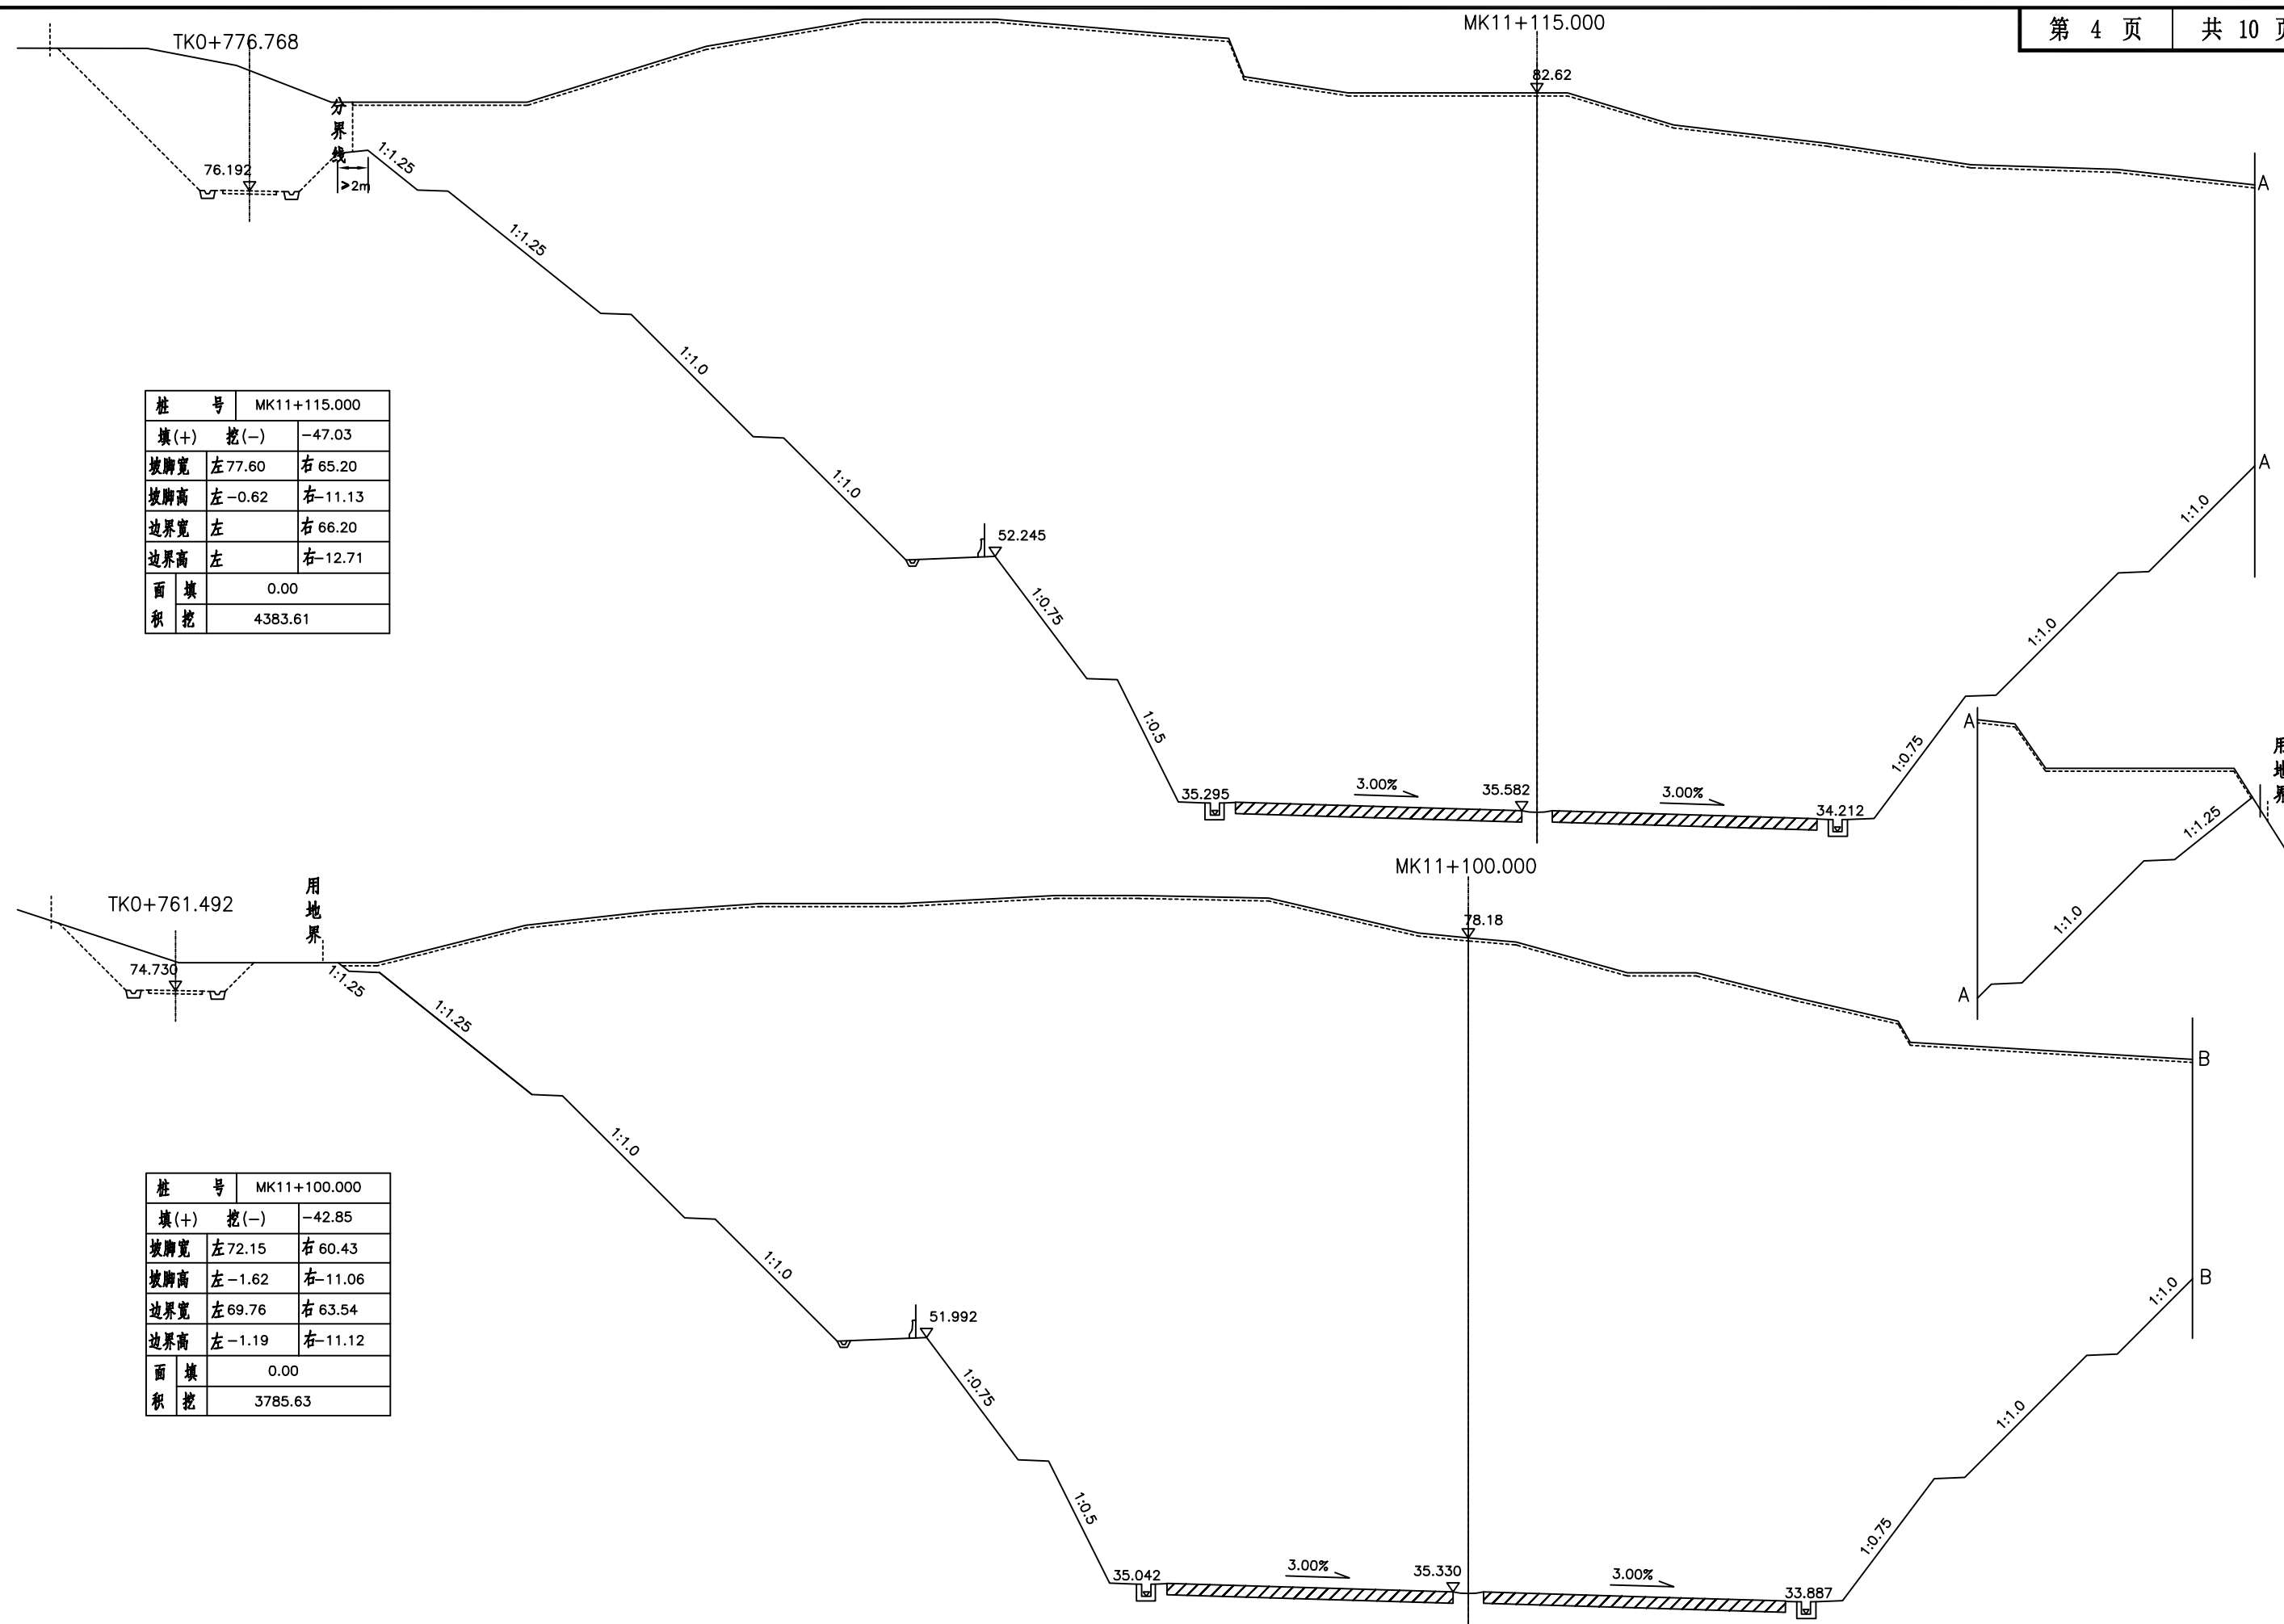 第 4 页 共 10 页
TK0+776.768
MK11+115.000
82.62
分界线
76.192
>2m
1:1.25
A
1:1.25
1:1.0
桩 号 MK11+115.000
填(+) 挖(-) -47.03
坡脚宽 左77.60 右65.20
坡脚高 左-0.62 右-11.13
边界宽 左 右66.20
边界高 左 右-12.71
面积 填 0.00
挖 4383.61
1:1.0
A
1:1.0
52.245
1:0.75
1:1.0
1:0.5
A
用地界
1:0.75
35.295
3.00%
35.582
3.00%
34.212
1:1.25
1:1.0
A
MK11+100.000
TK0+761.492
用地界
78.18
74.730
1:1.25
1:1.25
B
1:1.0
桩 号 MK11+100.000
填(+) 挖(-) -42.85
坡脚宽 左72.15 右60.43
坡脚高 左-1.62 右-11.06
边界宽 左69.76 右63.54
边界高 左-1.19 右-11.12
面积 填 0.00
挖 3785.63
1:1.0
B
1:1.0
51.992
1:0.75
1:1.0
1:0.5
1:0.75
35.042
3.00%
35.330
3.00%
33.887